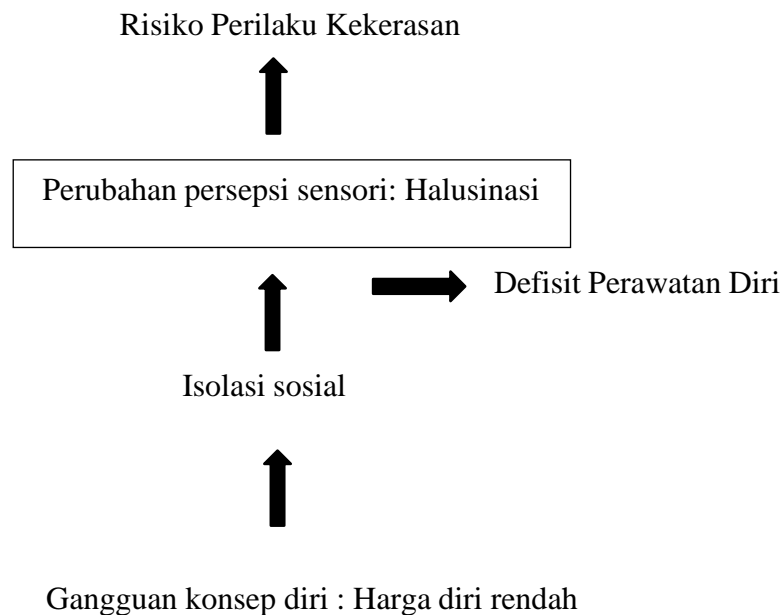 Risiko Perilaku Kekerasan
Perubahan persepsi sensori: Halusinasi
Defisit Perawatan Diri
Isolasi sosial
Gangguan konsep diri : Harga diri rendah